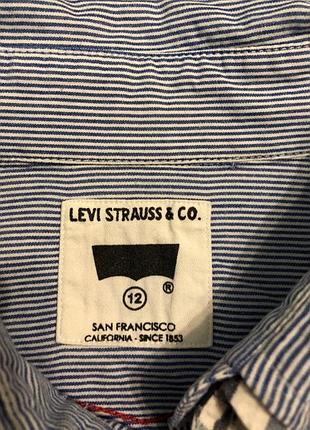 LEVI STRAUSS & CO.
12 ®
SAN FRANCISCO
CALIFORNIA - SINCE 1853